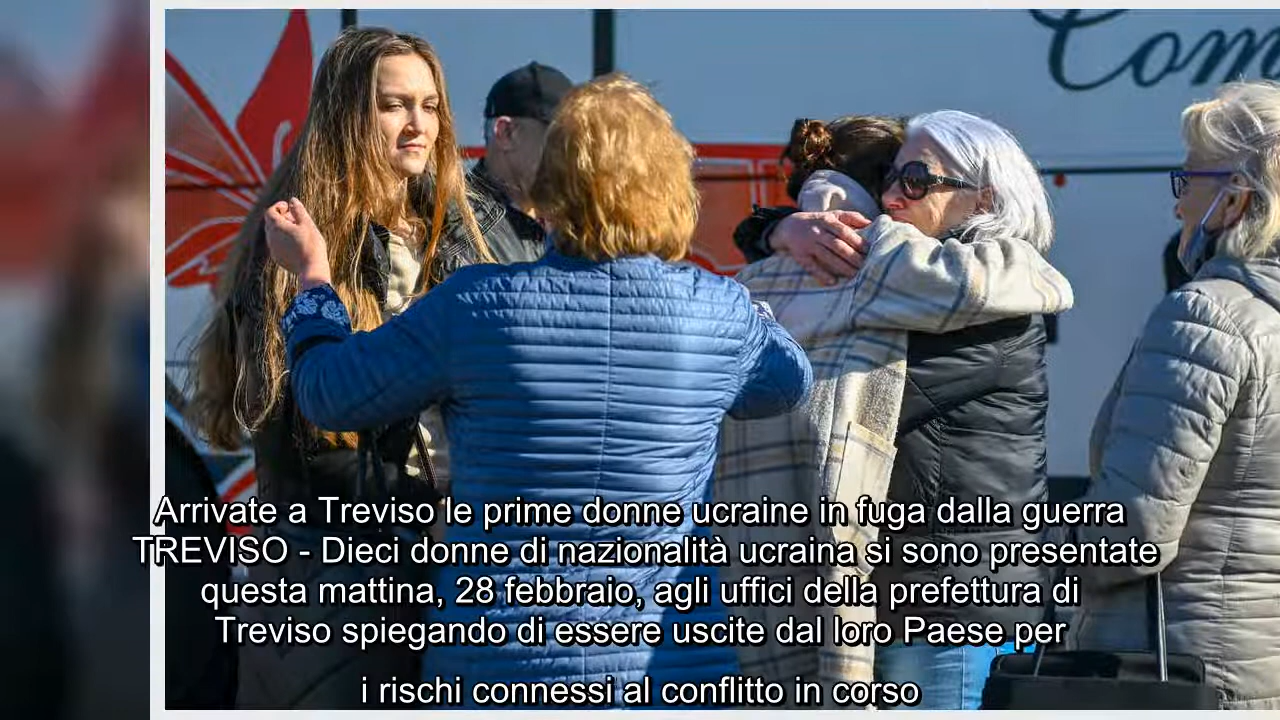 Com
Arrivate a Treviso le prime donne ucraine in fuga dalla guerra
TREVISO - Dieci donne di nazionalità ucraina si sono presentate
questa mattina, 28 febbraio, agli uffici della prefettura di
Treviso spiegando di essere uscite dal loro Paese per
i rischi connessi al conflitto in corso